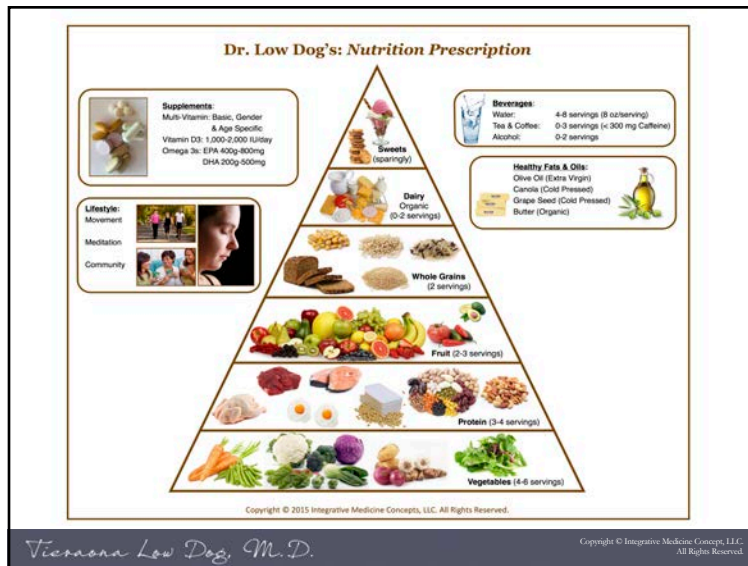 Dr. Low Dog's: Nutrition Prescription
Supplements:
Multi-Vitamin: Basic, Gender
& Age Specific
Vitamin D3: 1,000-2,000 IU/day
Omega 3s: EPA 400g-800mg
DHA 200g-500mg
Beverages:
Water: 4-8 servings (8 oz/serving)
Tea & Coffee: 0-3 servings (< 300 mg Caffeine)
Alcohol: 0-2 servings
Healthy Fats & Oils:
Olive Oil (Extra Virgin)
Canola (Cold Pressed)
Grape Seed (Cold Pressed)
Butter (Organic)
Lifestyle:
Movement
Meditation
Community
Sweets
(sparingly)
Dairy
Organic
(0-2 servings)
Whole Grains
(2 servings)
Fruit (2-3 servings)
Protein (3-4 servings)
Vegetables (4-6 servings)
Copyright © 2015 Integrative Medicine Concepts, LLC. All Rights Reserved.
Tieraona Low Dog, M.D.
Copyright © Integrative Medicine Concept, LLC.
All Rights Reserved.